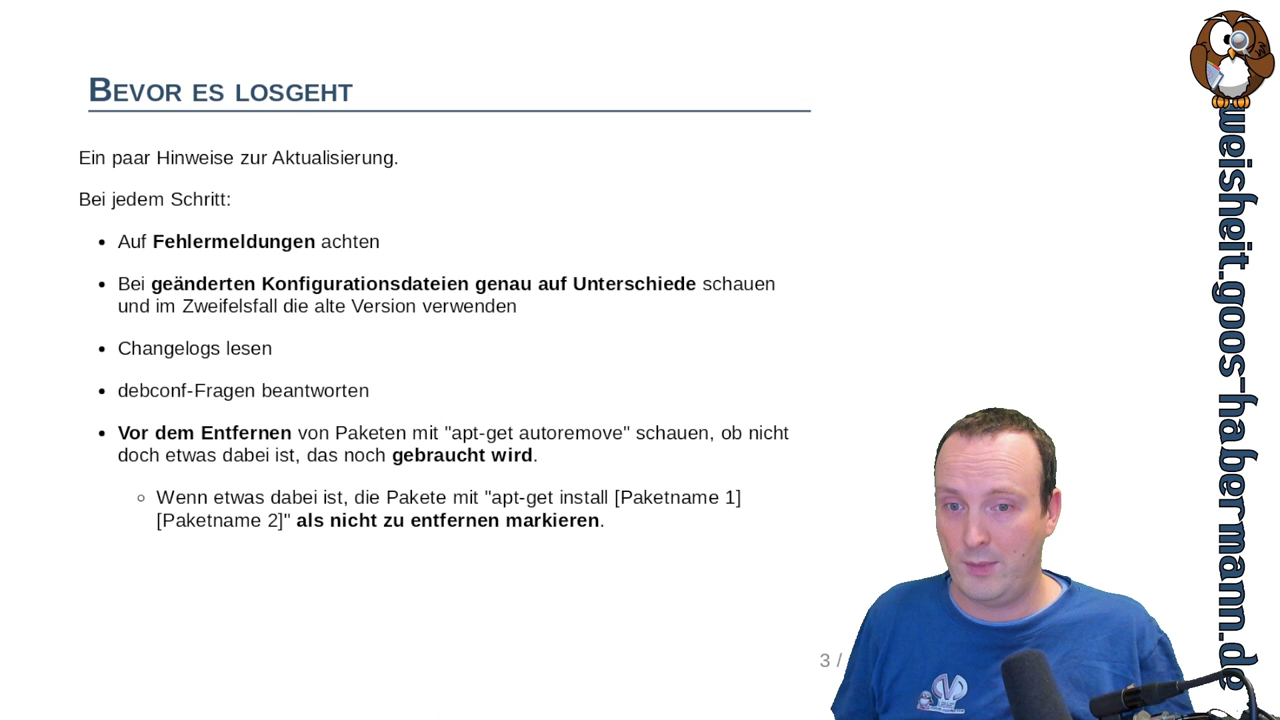 BEVOR ES LOSGEHT
Ein paar Hinweise zur Aktualisierung.
Bei jedem Schritt:
• Auf Fehlermeldungen achten
• Bei geänderten Konfigurationsdateien genau auf Unterschiede schauen
und im Zweifelsfall die alte Version verwenden
• Changelogs lesen
• debconf-Fragen beantworten
• Vor dem Entfernen von Paketen mit "apt-get autoremove" schauen, ob nicht
doch etwas dabei ist, das noch gebraucht wird.
◦ Wenn etwas dabei ist, die Pakete mit "apt-get install [Paketname 1]
[Paketname 2]" als nicht zu entfernen markieren.
3 /
weisheit.goos-habermann.de